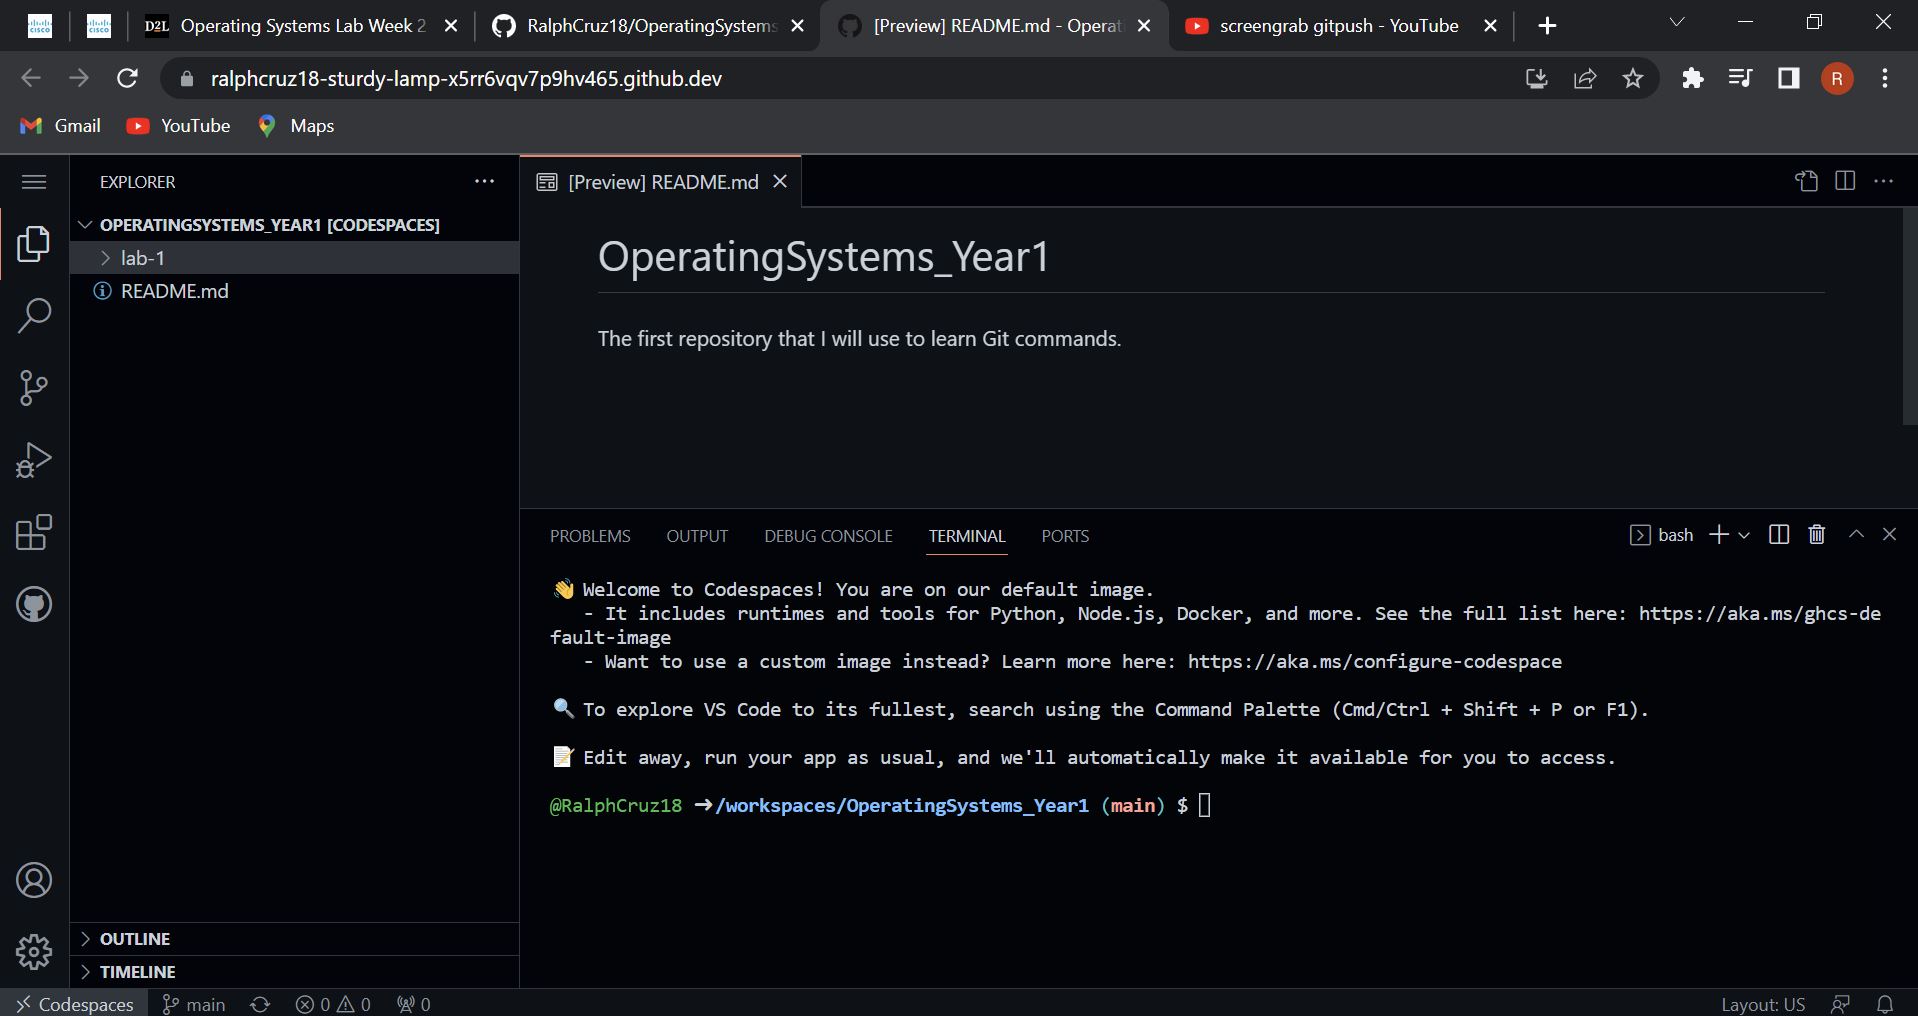 cisco
cisco
D2L Operating Systems Lab Week 2
RalphCruz18/OperatingSystems
[Preview] README.md - Operati
screengrab gitpush - YouTube
ralphcruz18-sturdy-lamp-x5rr6vqv7p9hv465.github.dev
R
Gmail
YouTube
Maps
EXPLORER
OPERATINGSYSTEMS_YEAR1 [CODESPACES]
lab-1
README.md
OUTLINE
TIMELINE
[Preview] README.md
OperatingSystems_Year1
The first repository that I will use to learn Git commands.
PROBLEMS OUTPUT DEBUG CONSOLE TERMINAL PORTS
bash
👋 Welcome to Codespaces! You are on our default image.
- It includes runtimes and tools for Python, Node.js, Docker, and more. See the full list here: https://aka.ms/ghcs-de
fault-image
- Want to use a custom image instead? Learn more here: https://aka.ms/configure-codespace
🔍 To explore VS Code to its fullest, search using the Command Palette (Cmd/Ctrl + Shift + P or F1).
📝 Edit away, run your app as usual, and we'll automatically make it available for you to access.
@RalphCruz18 ➜/workspaces/OperatingSystems_Year1 (main) $
Codespaces main 0 0 0
Layout: US